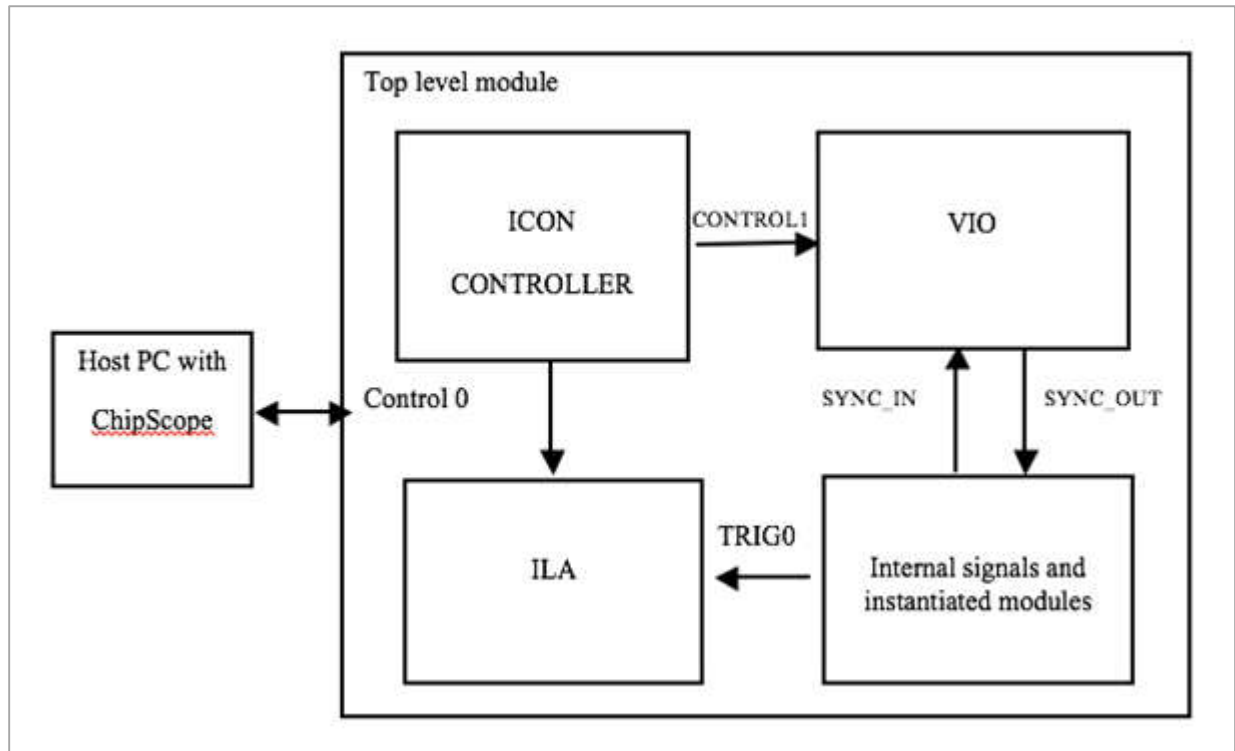 Top level module
ICON
CONTROLLER
CONTROL1
VIO
Host PC with
ChipScope
Control 0
SYNC_IN
SYNC_OUT
ILA
TRIG0
Internal signals and
instantiated modules